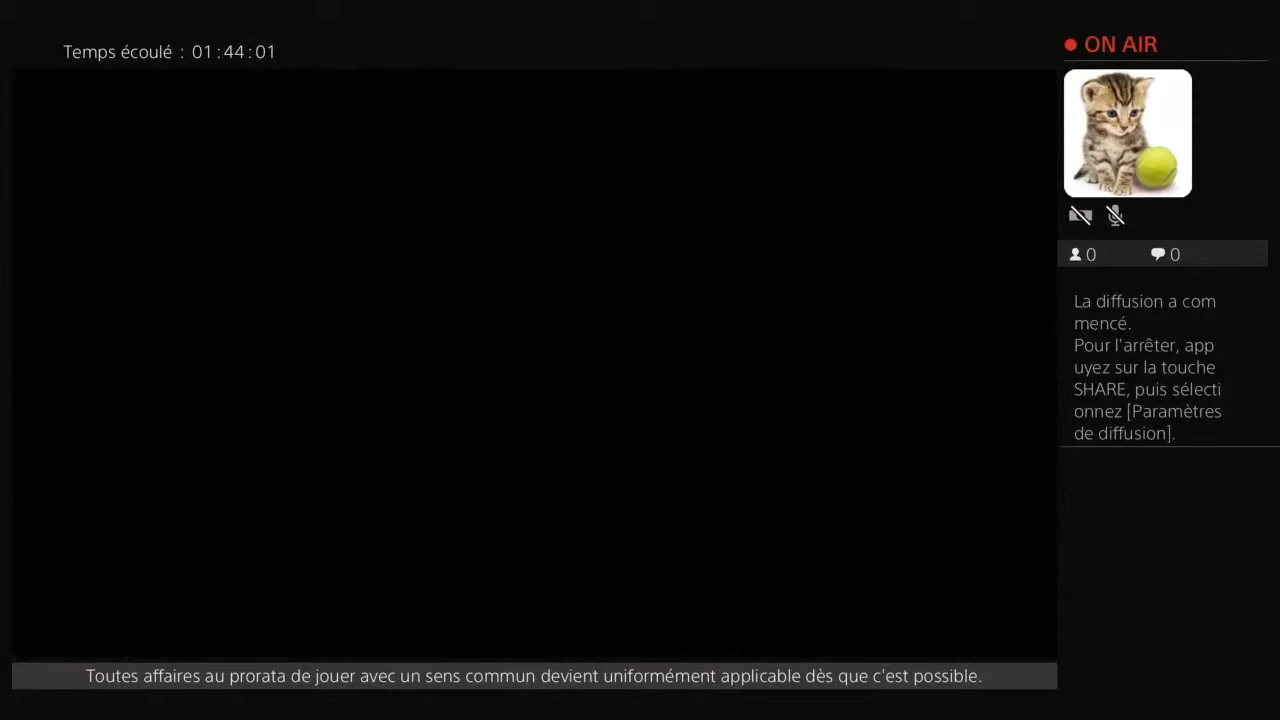 Temps écoulé : 01:44:01
ON AIR
0 0
La diffusion a com
mencé.
Pour l'arrêter, app
uyez sur la touche
SHARE, puis sélecti
onnez [Paramètres
de diffusion].
Toutes affaires au prorata de jouer avec un sens commun devient uniformément applicable dès que c'est possible.